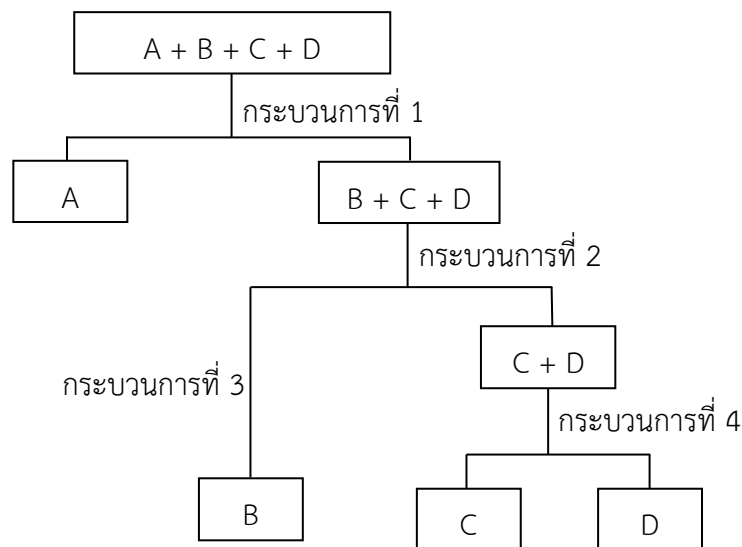 A + B + C + D
กระบวนการที่ 1
A
B + C + D
กระบวนการที่ 2
C + D
กระบวนการที่ 3
กระบวนการที่ 4
B
C
D